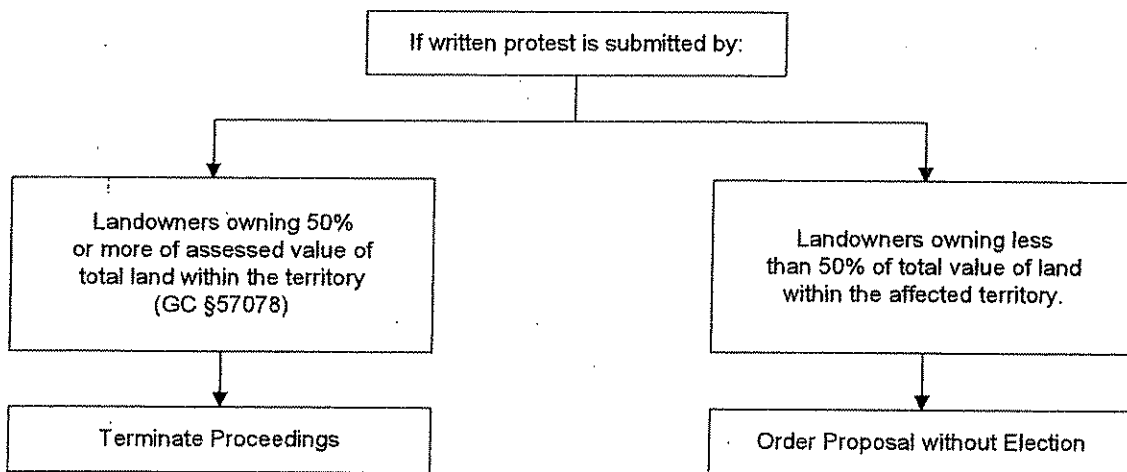 If written protest is submitted by:
Landowners owning 50%
or more of assessed value of
total land within the territory
(GC §57078)
Landowners owning less
than 50% of total value of land
within the affected territory.
Terminate Proceedings
Order Proposal without Election